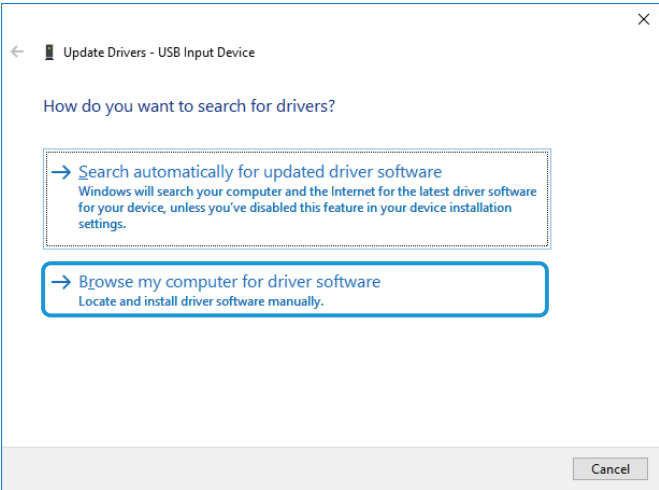 Update Drivers - USB Input Device
How do you want to search for drivers?
Search automatically for updated driver software
Windows will search your computer and the Internet for the latest driver software
for your device, unless you've disabled this feature in your device installation
settings.
Browse my computer for driver software
Locate and install driver software manually.
Cancel